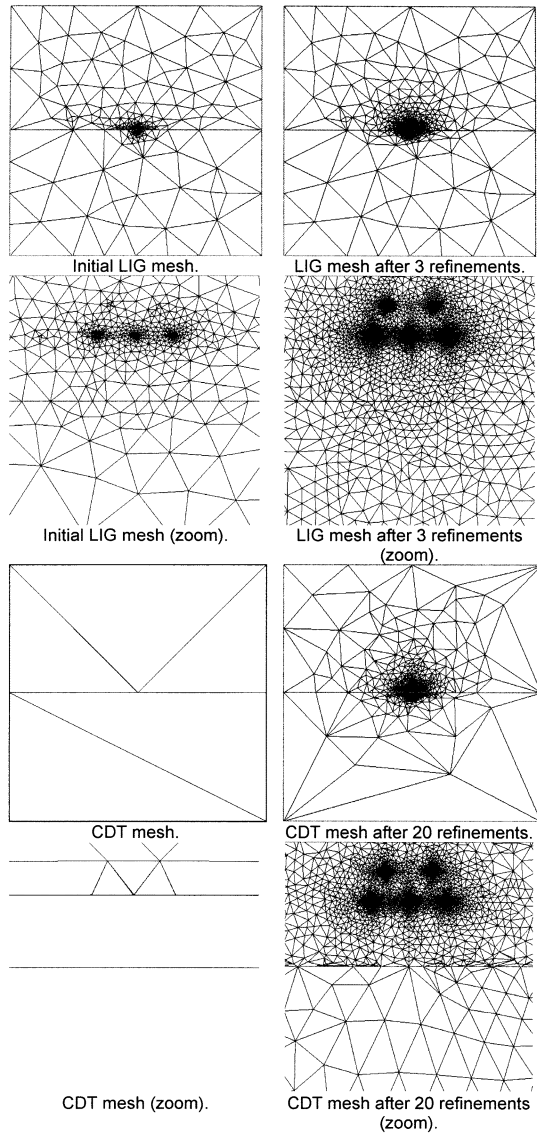 Initial LIG mesh.
LIG mesh after 3 refinements.
Initial LIG mesh (zoom).
LIG mesh after 3 refinements
(zoom).
CDT mesh.
CDT mesh after 20 refinements.
CDT mesh (zoom).
CDT mesh after 20 refinements
(zoom).